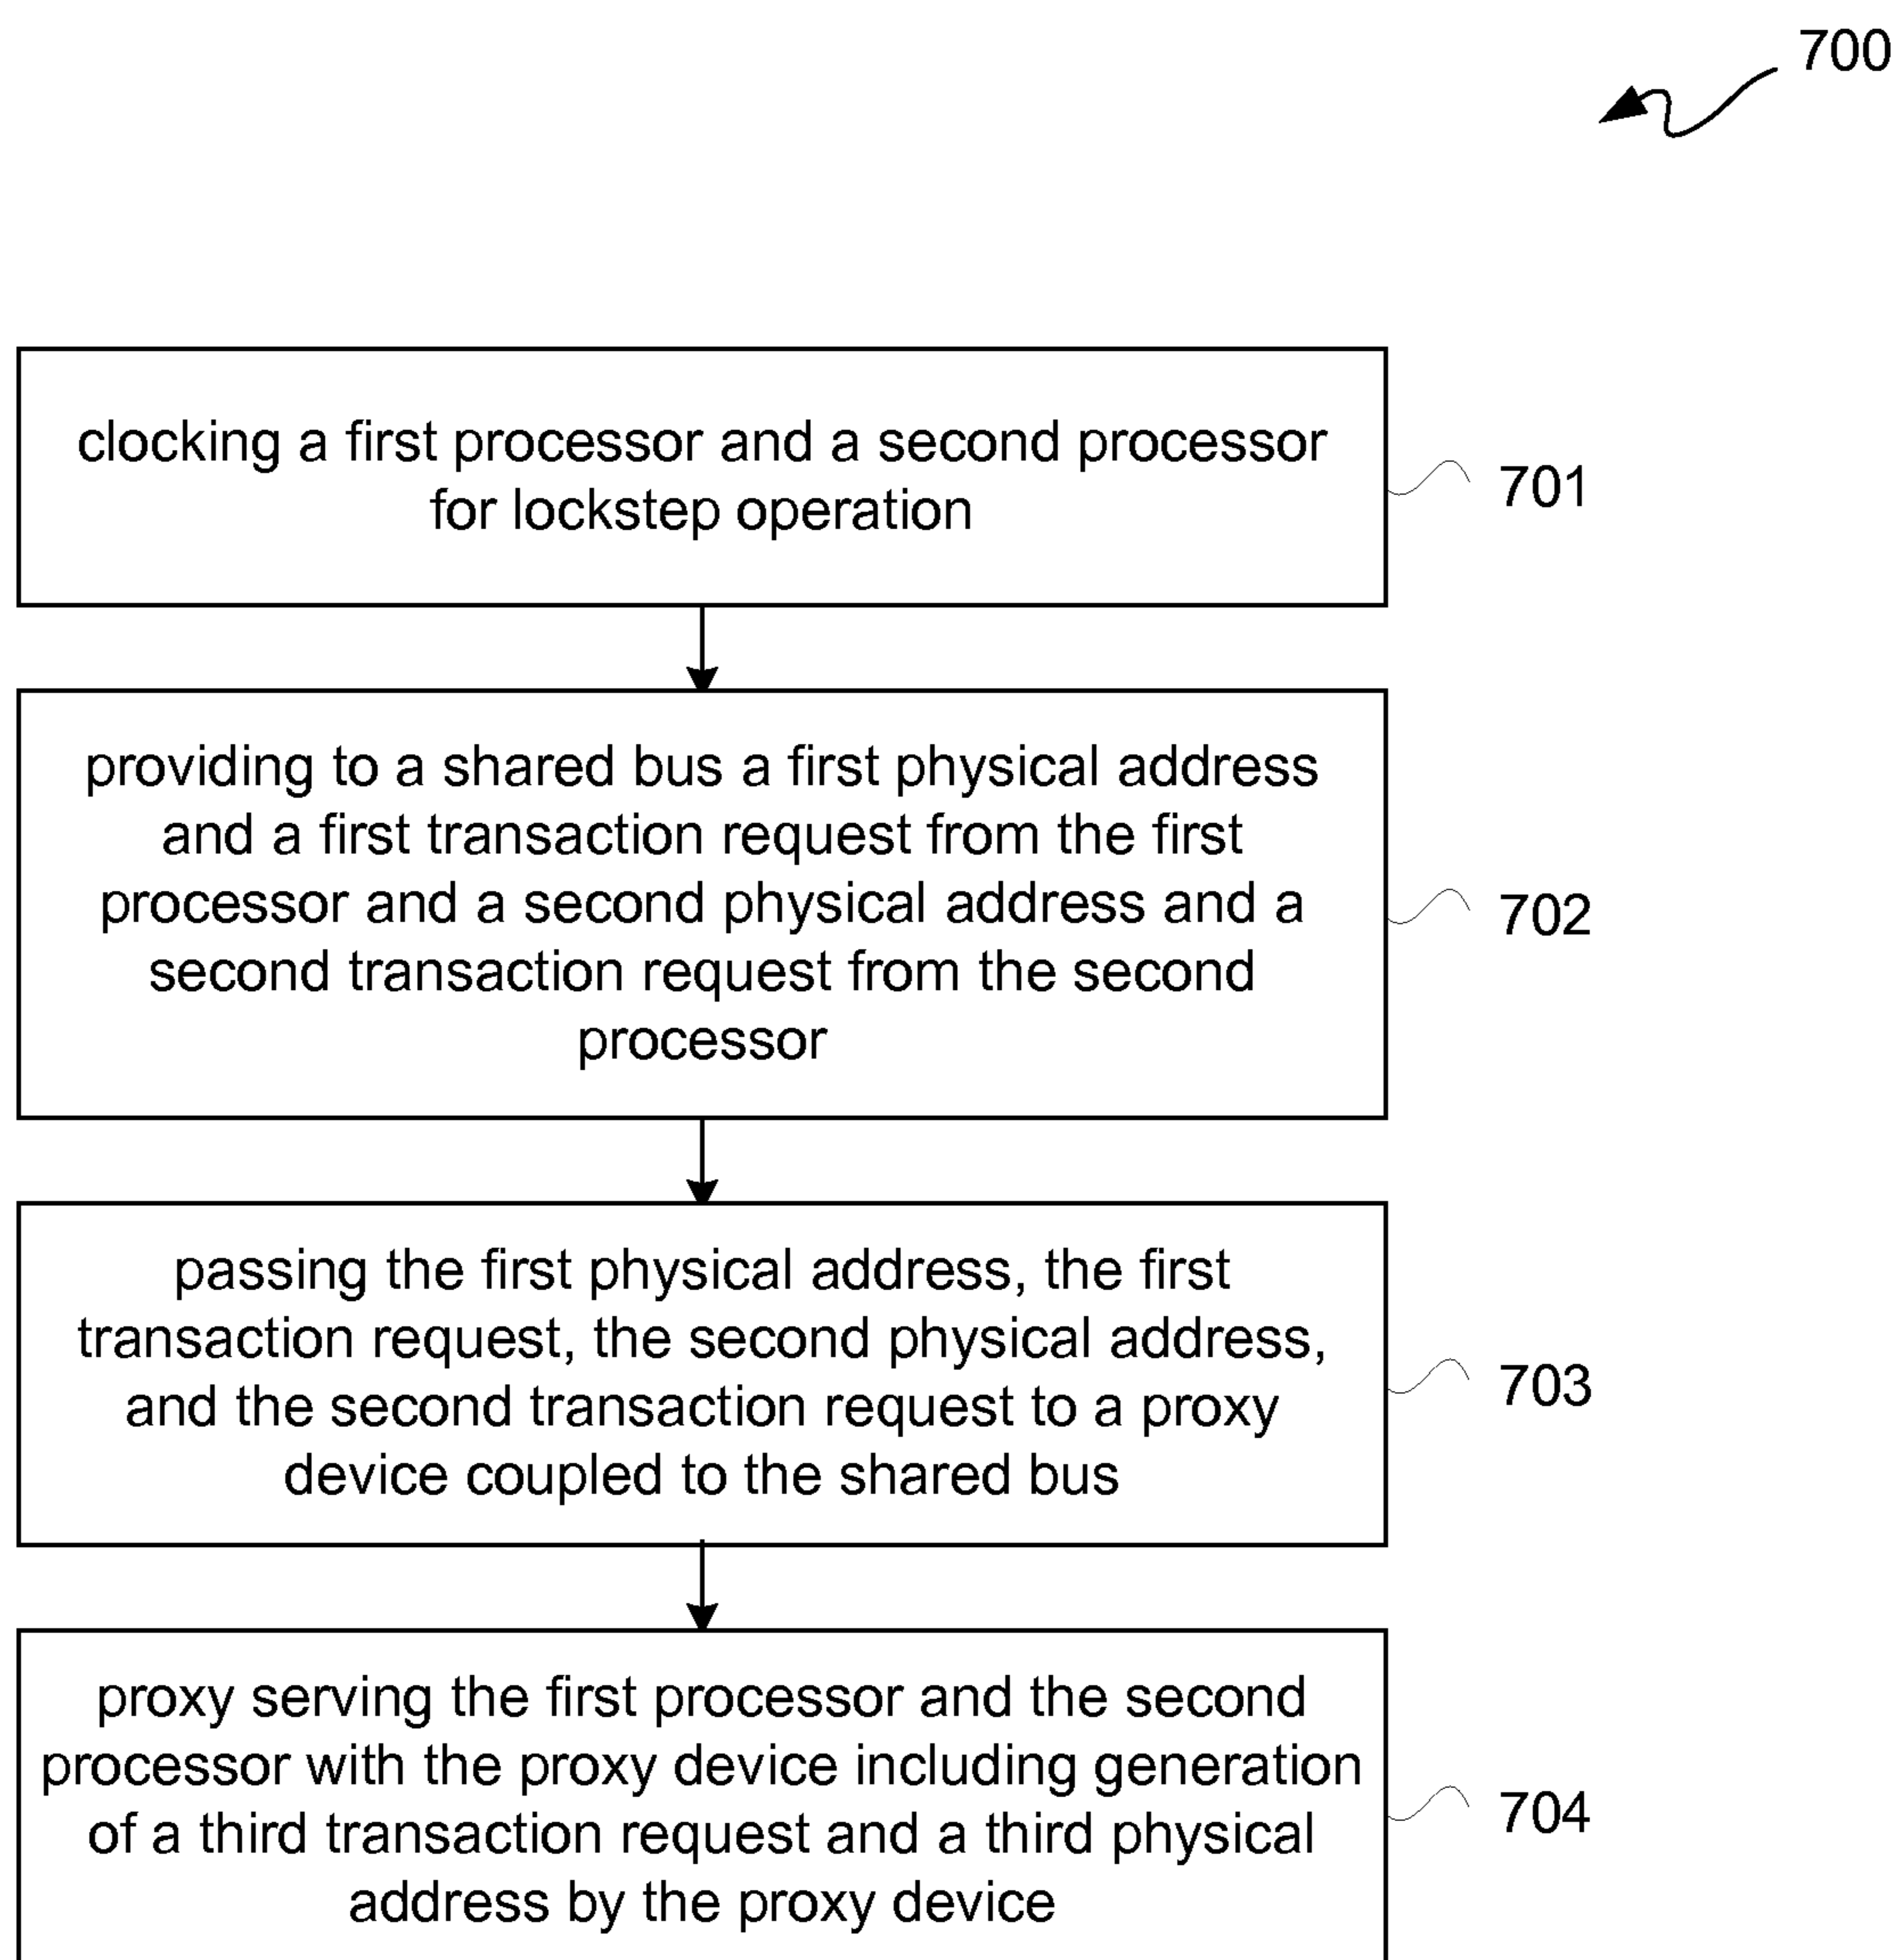 700
clocking a first processor and a second processor
for lockstep operation
701
providing to a shared bus a first physical address
and a first transaction request from the first
processor and a second physical address and a
second transaction request from the second
processor
702
passing the first physical address, the first
transaction request, the second physical address,
and the second transaction request to a proxy
device coupled to the shared bus
703
proxy serving the first processor and the second
processor with the proxy device including generation
of a third transaction request and a third physical
address by the proxy device
704